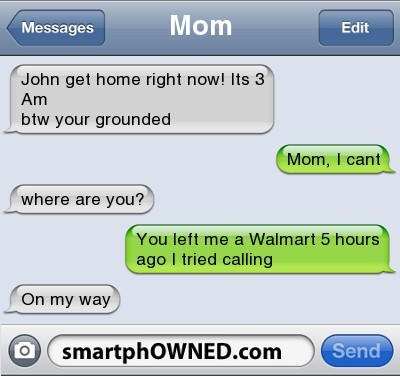 Messages Mom Edit
John get home right now! Its 3
Am
btw your grounded
Mom, I cant
where are you?
You left me a Walmart 5 hours
ago I tried calling
On my way
smartphOWNED.com Send